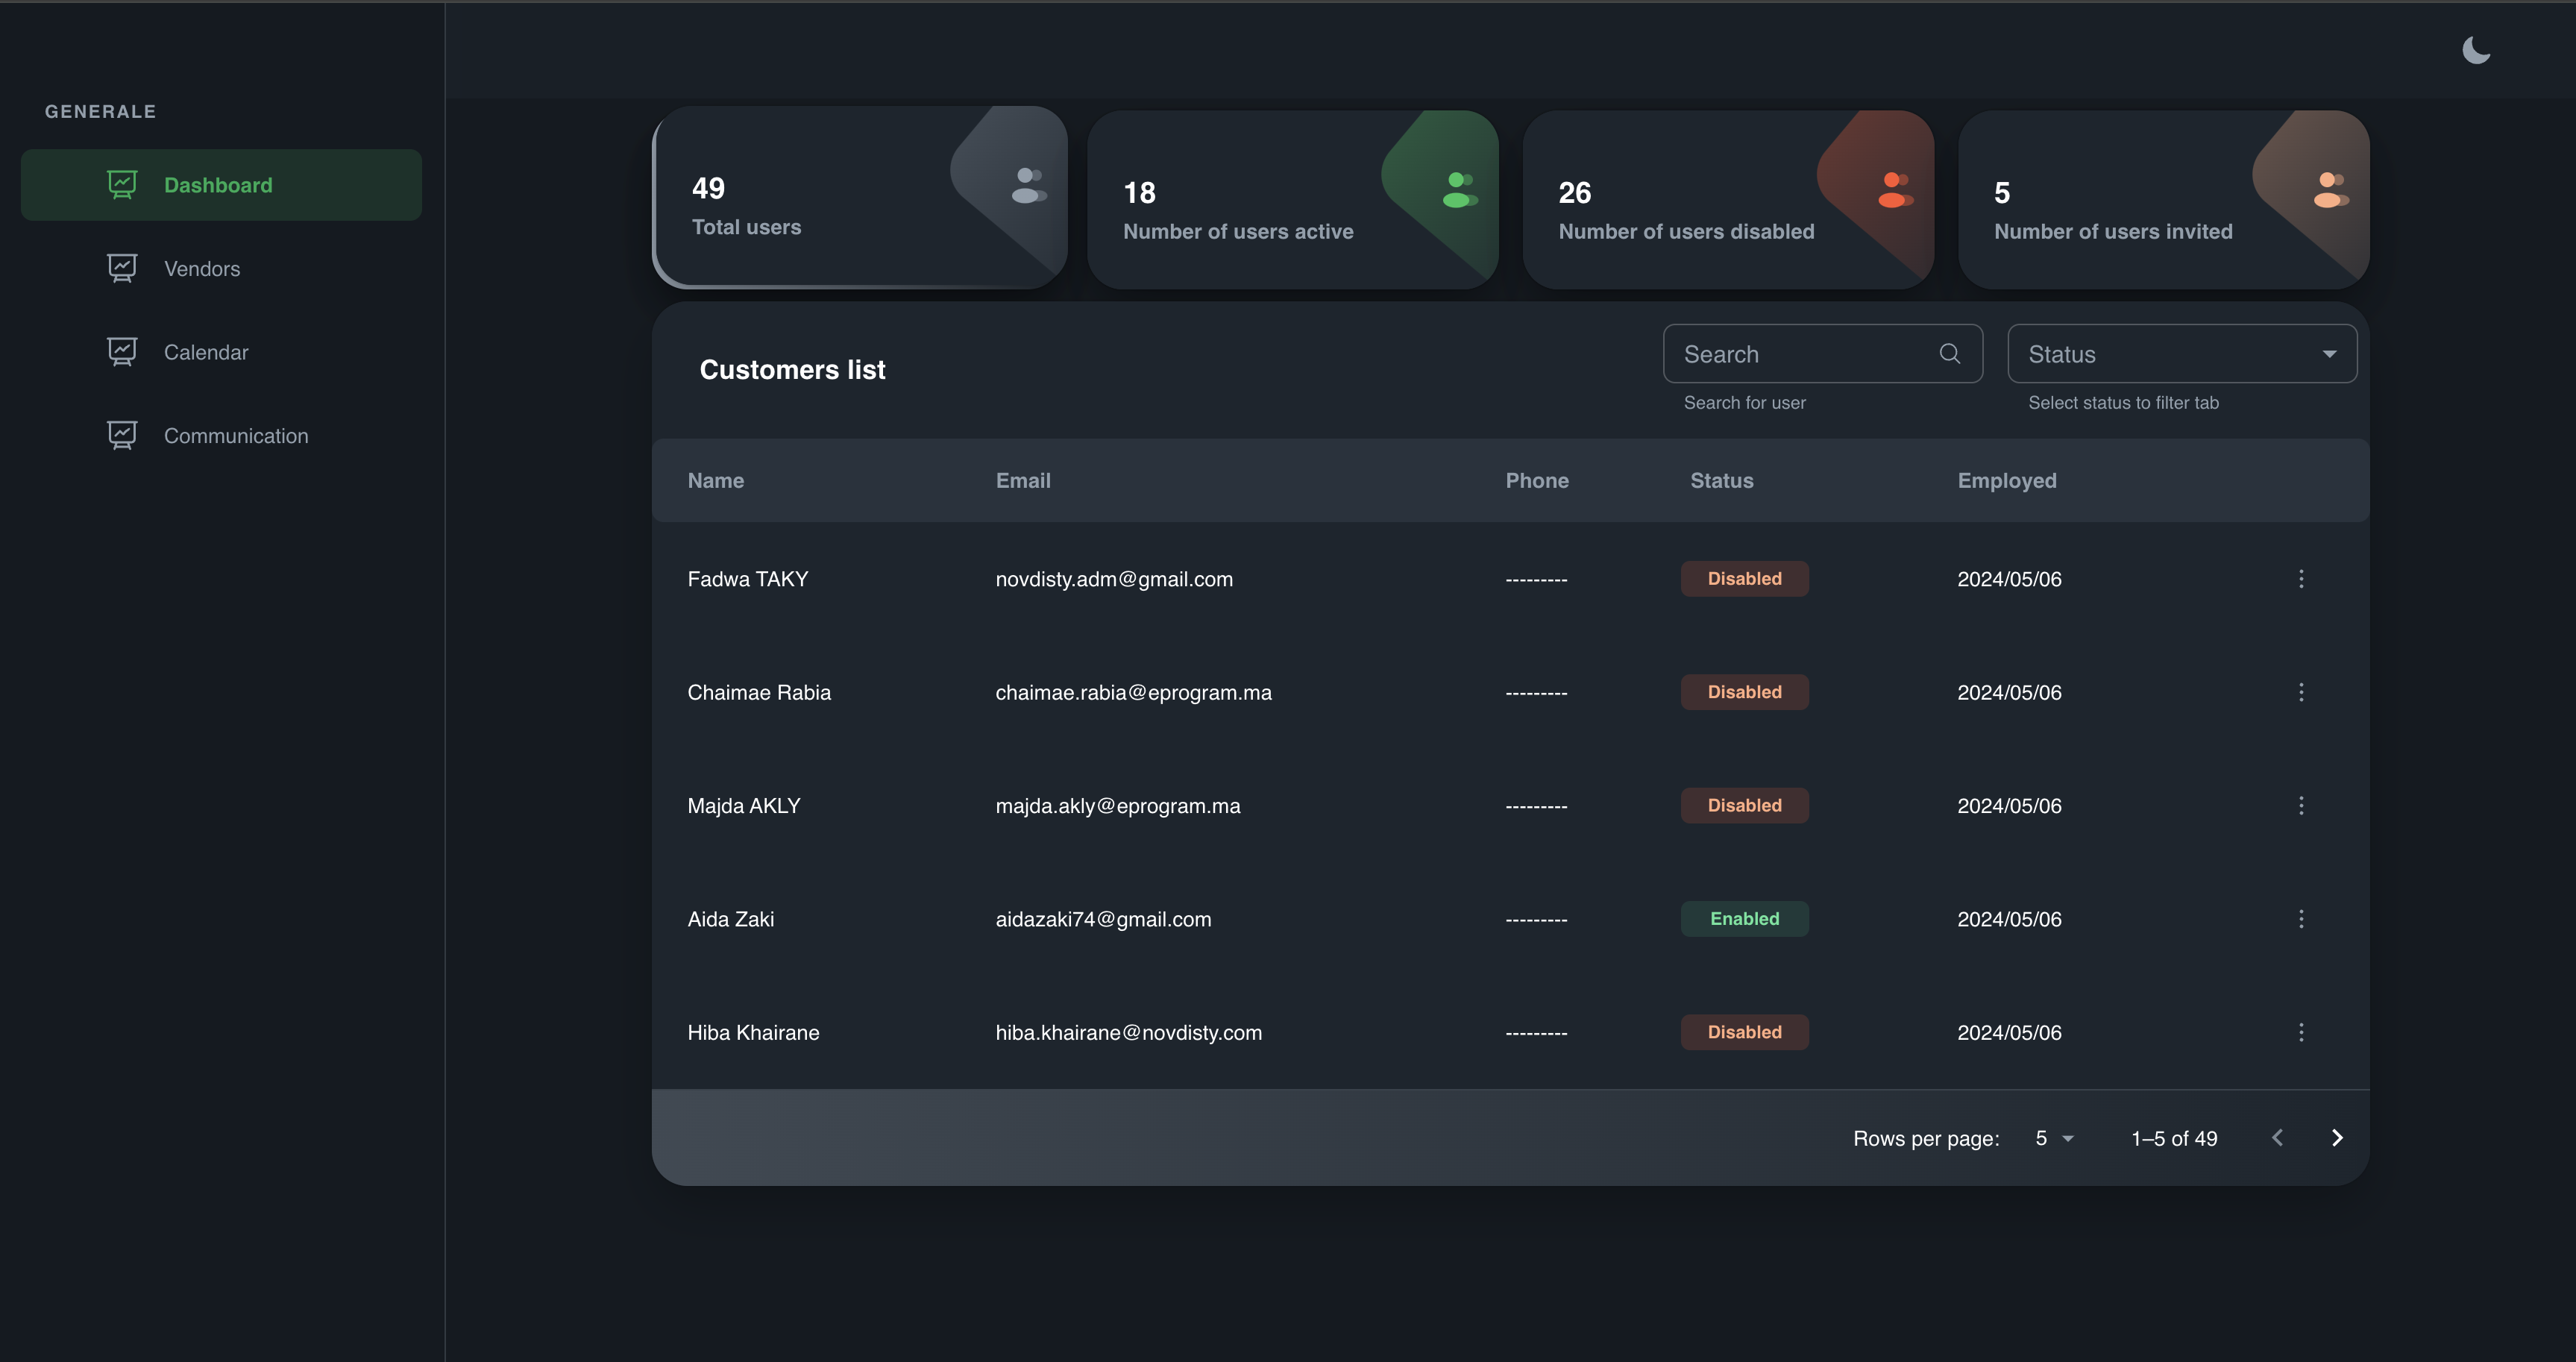 GENERALE
Dashboard
Vendors
Calendar
Communication
49
Total users
18
Number of users active
26
Number of users disabled
5
Number of users invited
Customers list
Search
Search for user
Status
Select status to filter tab
Name Email Phone Status Employed
Fadwa TAKY novdisty.adm@gmail.com --------- Disabled 2024/05/06
Chaimae Rabia chaimae.rabia@eprogram.ma --------- Disabled 2024/05/06
Majda AKLY majda.akly@eprogram.ma --------- Disabled 2024/05/06
Aida Zaki aidazaki74@gmail.com --------- Enabled 2024/05/06
Hiba Khairane hiba.khairane@novdisty.com --------- Disabled 2024/05/06
Rows per page: 5 1–5 of 49